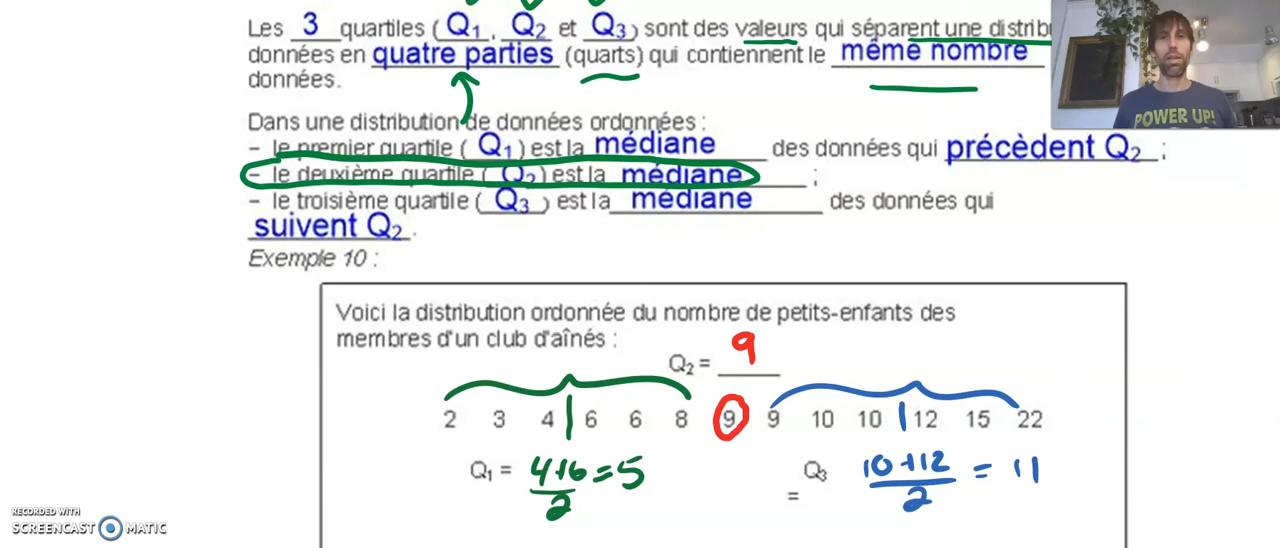 Les 3 quartiles ( Q₁ , Q₂ et Q₃ ) sont des valeurs qui séparent une distrib
données en quatre parties (quarts) qui contiennent le même nombre
données.
Dans une distribution de données ordonnées :
– le premier quartile ( Q₁ ) est la médiane des données qui précèdent Q₂ ;
– le deuxième quartile ( Q₂ ) est la médiane ;
– le troisième quartile ( Q₃ ) est la médiane des données qui
suivent Q₂ .
Exemple 10 :
Voici la distribution ordonnée du nombre de petits-enfants des
membres d'un club d'aînés :
Q₂ = 9
2 3 4 | 6 6 8 9 9 10 10 | 12 15 22
Q₁ = 4+6/2 = 5
Q₃ = 10+12/2 = 11
POWER UP!
RECORDED WITH
SCREENCAST MATIC